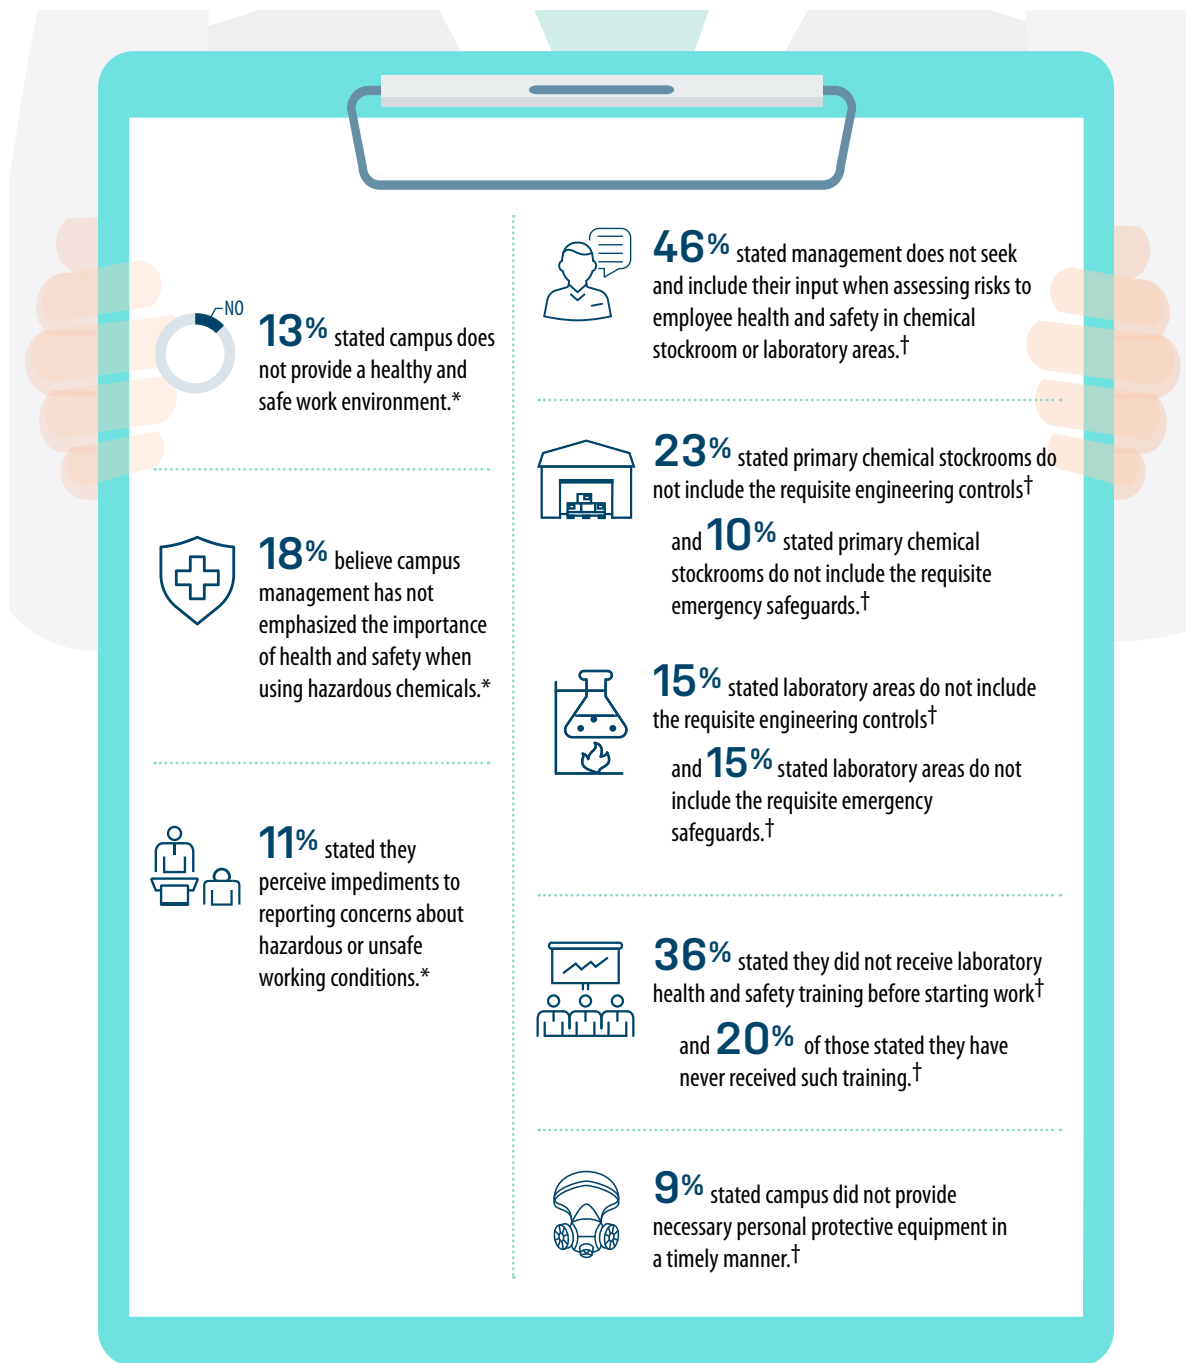 NO
13% stated campus does
not provide a healthy and
safe work environment.*
18% believe campus
management has not
emphasized the importance
of health and safety when
using hazardous chemicals.*
11% stated they
perceive impediments to
reporting concerns about
hazardous or unsafe
working conditions.*
46% stated management does not seek
and include their input when assessing risks to
employee health and safety in chemical
stockroom or laboratory areas.†
23% stated primary chemical stockrooms do
not include the requisite engineering controls†
and 10% stated primary chemical
stockrooms do not include the requisite
emergency safeguards.†
15% stated laboratory areas do not include
the requisite engineering controls†
and 15% stated laboratory areas do not
include the requisite emergency
safeguards.†
36% stated they did not receive laboratory
health and safety training before starting work†
and 20% of those stated they have
never received such training.†
9% stated campus did not provide
necessary personal protective equipment in
a timely manner.†